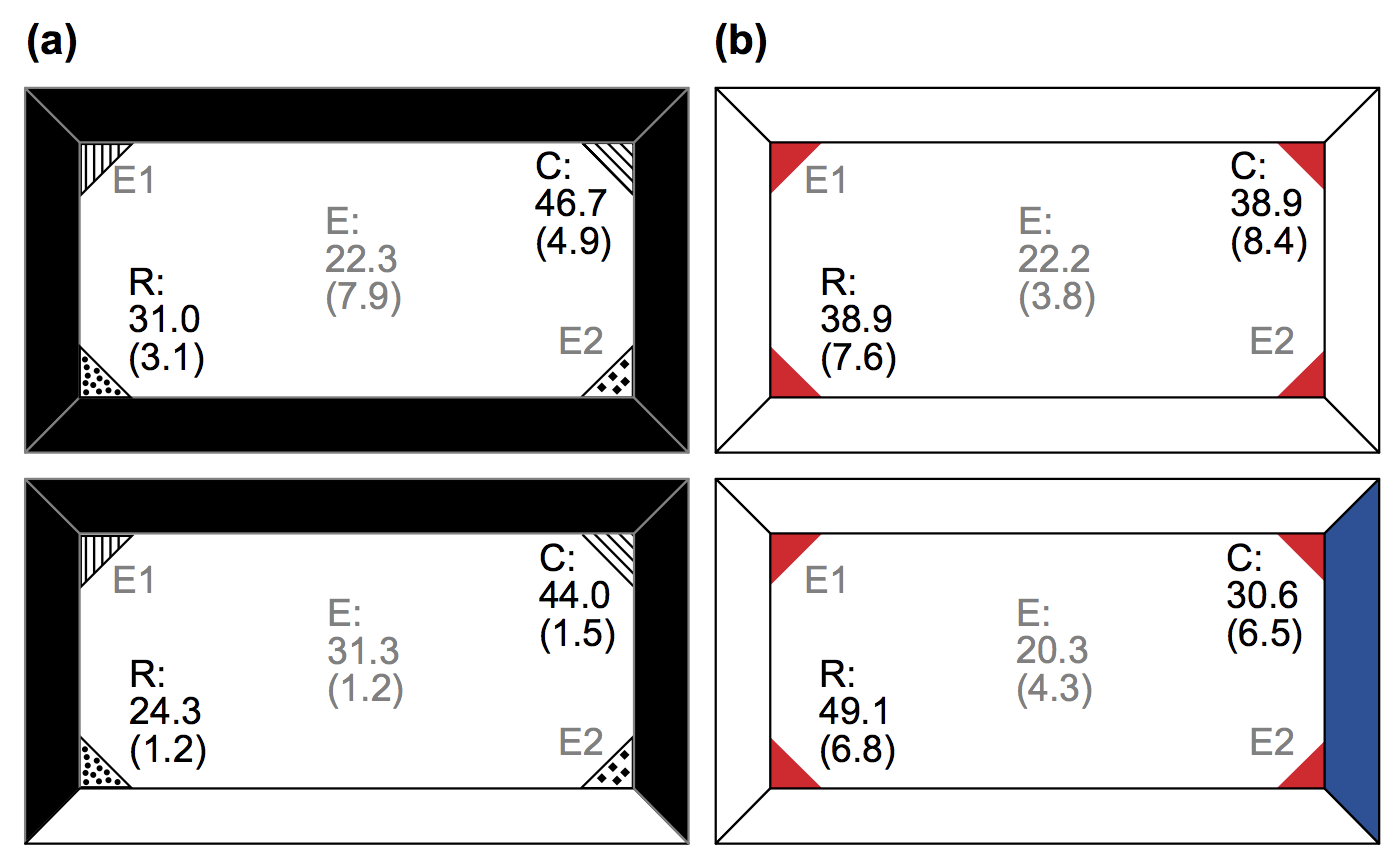 (a)
E1
C:
46.7
(4.9)
E:
22.3
(7.9)
R:
31.0
(3.1)
E2
E1
C:
44.0
(1.5)
E:
31.3
(1.2)
R:
24.3
(1.2)
E2
(b)
E1
C:
38.9
(8.4)
E:
22.2
(3.8)
R:
38.9
(7.6)
E2
E1
C:
30.6
(6.5)
E:
20.3
(4.3)
R:
49.1
(6.8)
E2